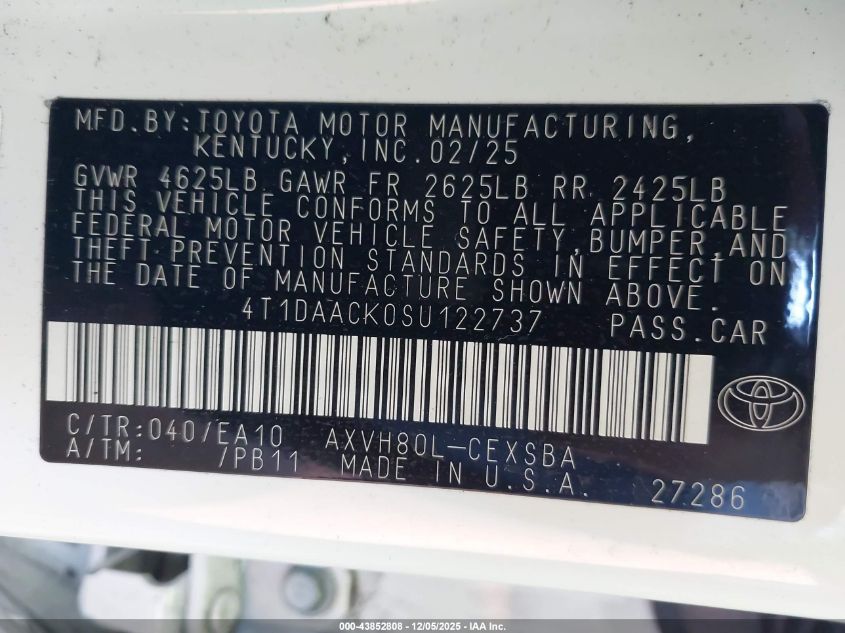 MFD.BY:TOYOTA MOTOR MANUFACTURING,
KENTUCKY,INC.02/25
GVWR 4625LB GAWR FR 2625LB RR 2425LB
THIS VEHICLE CONFORMS TO ALL APPLICABLE
FEDERAL MOTOR VEHICLE SAFETY,BUMPER,AND
THEFT PREVENTION STANDARDS IN EFFECT ON
THE DATE OF MANUFACTURE SHOWN ABOVE.
4T1DAACK0SU122737 PASS.CAR
C/TR:040/EA10 AXVH80L-CEXSBA
A/TM: /PB11 MADE IN U.S.A. 27286
000-43852808 - 12/05/2025 - IAA Inc.